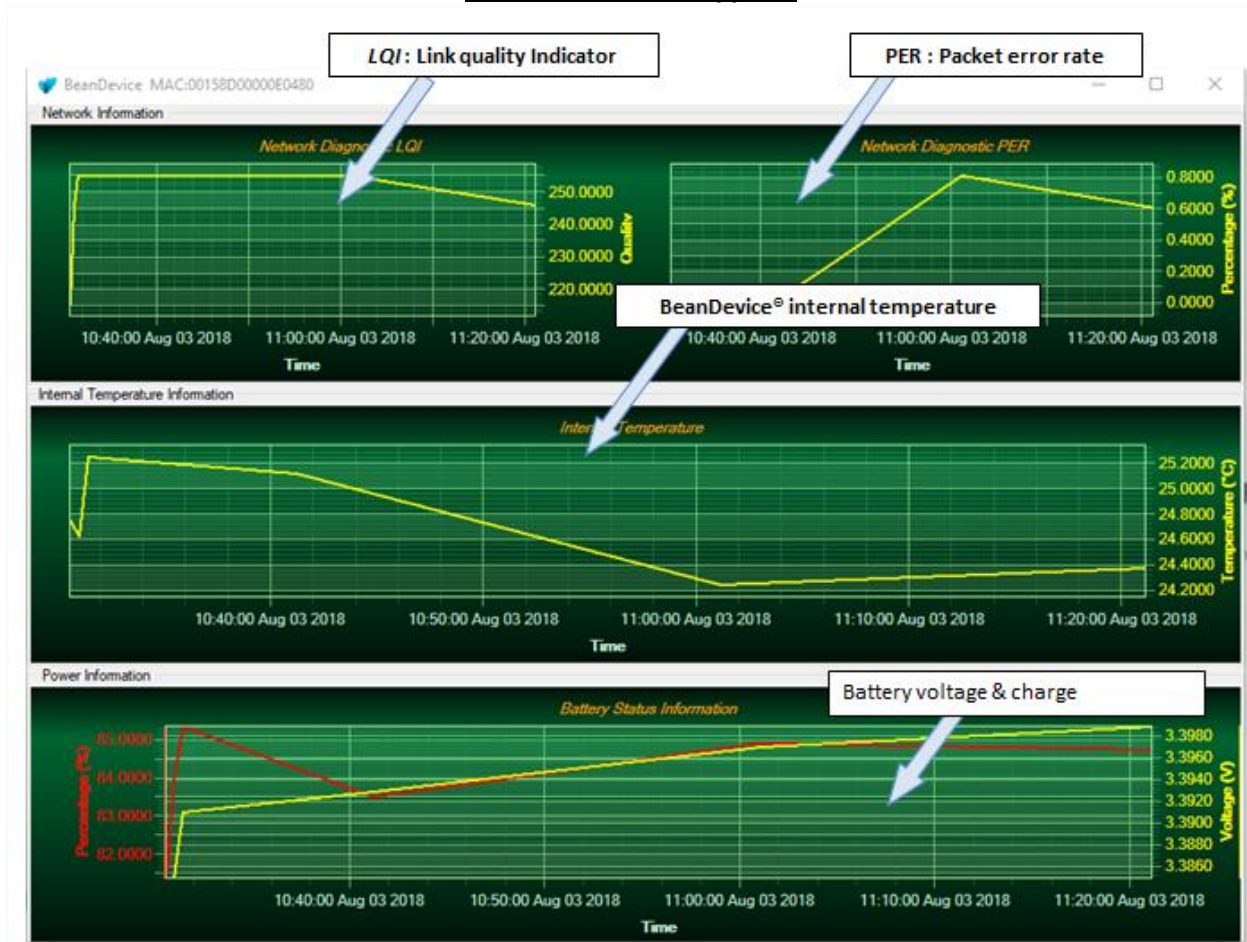 LQI : Link quality Indicator
PER : Packet error rate
BeanDevice MAC:00158D00000E0480
Network Information
Network Diagnostic LQI
Network Diagnostic PER
250.0000
240.0000
230.0000
220.0000
Quality
0.8000
0.6000
0.4000
0.2000
0.0000
Percentage (%)
BeanDevice® internal temperature
10:40:00 Aug 03 2018 11:00:00 Aug 03 2018 11:20:00 Aug 03 2018
Time
10:40:00 Aug 03 2018 11:00:00 Aug 03 2018 11:20:00 Aug 03 2018
Time
Internal Temperature Information
Temperature
25.2000
25.0000
24.8000
24.6000
24.4000
24.2000
Temperature (°C)
10:40:00 Aug 03 2018 10:50:00 Aug 03 2018 11:00:00 Aug 03 2018 11:10:00 Aug 03 2018 11:20:00 Aug 03 2018
Time
Power Information
Battery voltage & charge
Battery Status Information
85.0000
84.0000
83.0000
82.0000
Percentage (%)
3.3980
3.3960
3.3940
3.3920
3.3900
3.3880
3.3860
Voltage (V)
10:40:00 Aug 03 2018 10:50:00 Aug 03 2018 11:00:00 Aug 03 2018 11:10:00 Aug 03 2018 11:20:00 Aug 03 2018
Time